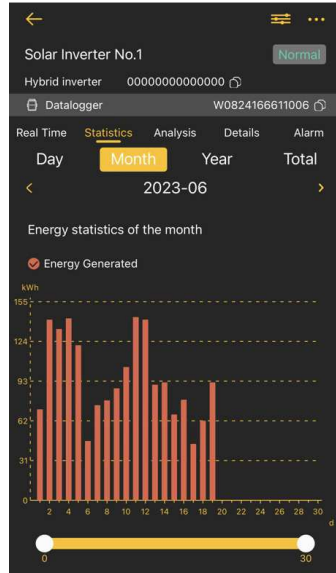 Solar Inverter No.1 Normal
Hybrid inverter 00000000000000
Datalogger W0824166611006
Real Time Statistics Analysis Details Alarm
Day Month Year Total
< 2023-06 >
Energy statistics of the month
Energy Generated
kWh
155
124
93
62
31
0
2 4 6 8 10 12 14 16 18 20 22 24 26 28 30
d
0 30